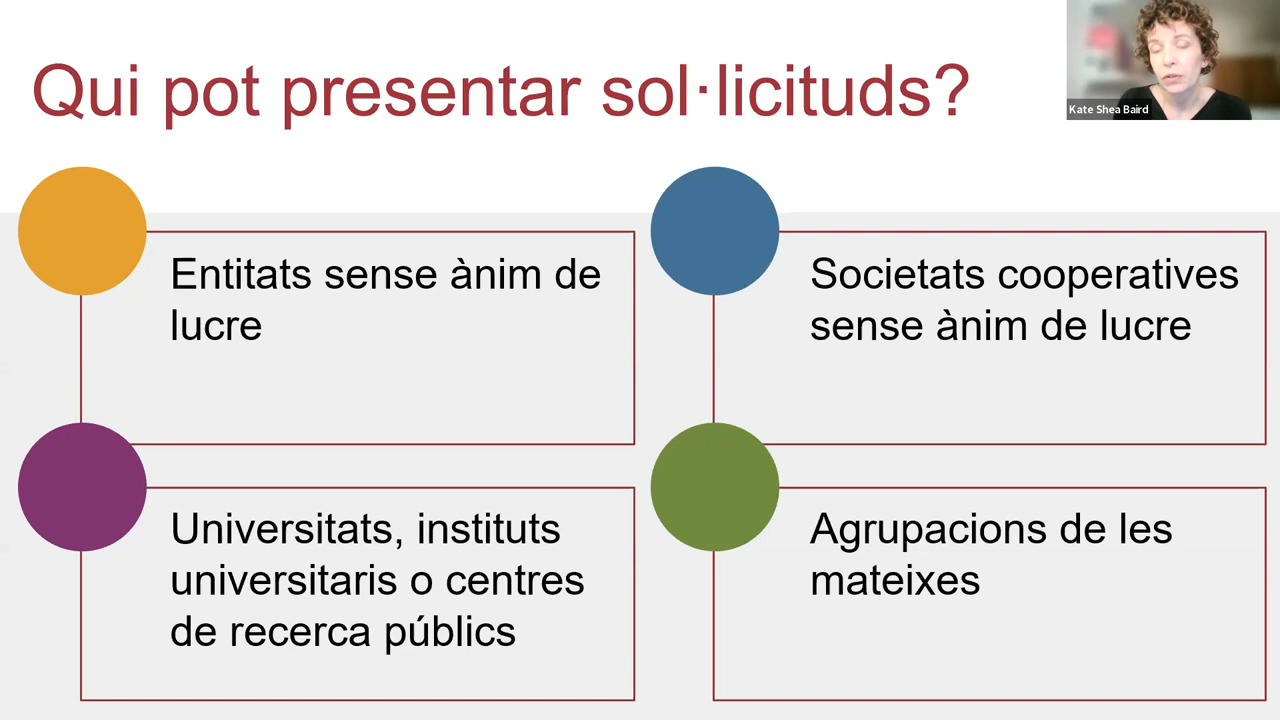 Qui pot presentar sol·licituds?
Kate Shea Baird
Entitats sense ànim de
lucre
Societats cooperatives
sense ànim de lucre
Universitats, instituts
universitaris o centres
de recerca públics
Agrupacions de les
mateixes